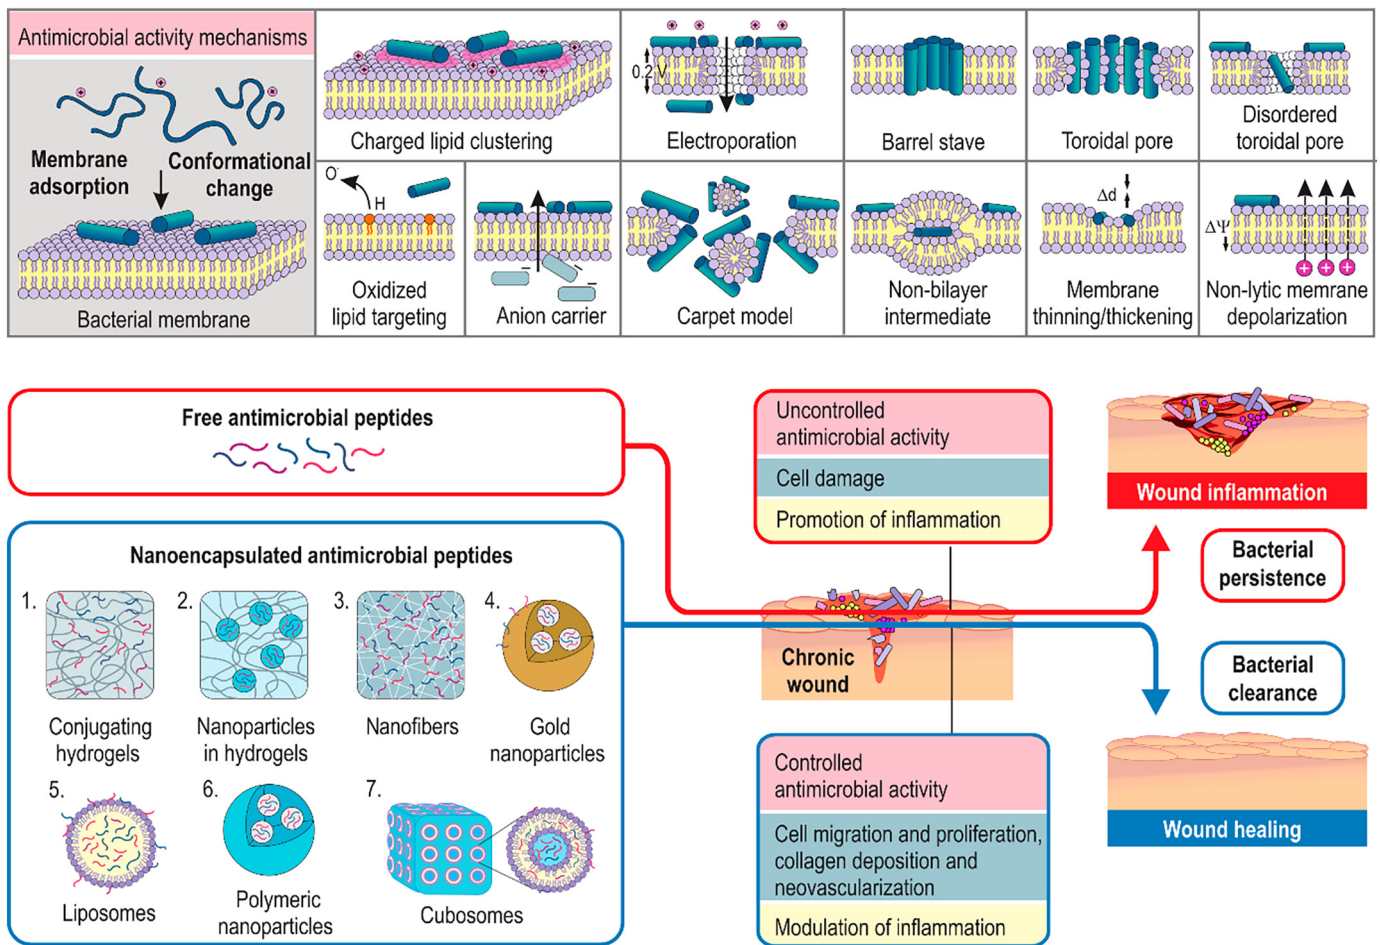 Antimicrobial activity mechanisms
Membrane adsorption
Conformational change
Bacterial membrane
Charged lipid clustering
0.2 V
Electroporation
Barrel stave
Toroidal pore
Disordered
toroidal pore
O-
H
Oxidized
lipid targeting
Anion carrier
Carpet model
Non-bilayer
intermediate
Δd
Membrane
thinning/thickening
ΔΨ
Non-lytic memrane
depolarization
Free antimicrobial peptides
Nanoencapsulated antimicrobial peptides
1.
Conjugating
hydrogels
2.
Nanoparticles
in hydrogels
3.
Nanofibers
4.
Gold
nanoparticles
5.
Liposomes
6.
Polymeric
nanoparticles
7.
Cubosomes
Uncontrolled
antimicrobial activity
Cell damage
Promotion of inflammation
Chronic
wound
Controlled
antimicrobial activity
Cell migration and proliferation,
collagen deposition and
neovascularization
Modulation of inflammation
Wound inflammation
Bacterial
persistence
Bacterial
clearance
Wound healing